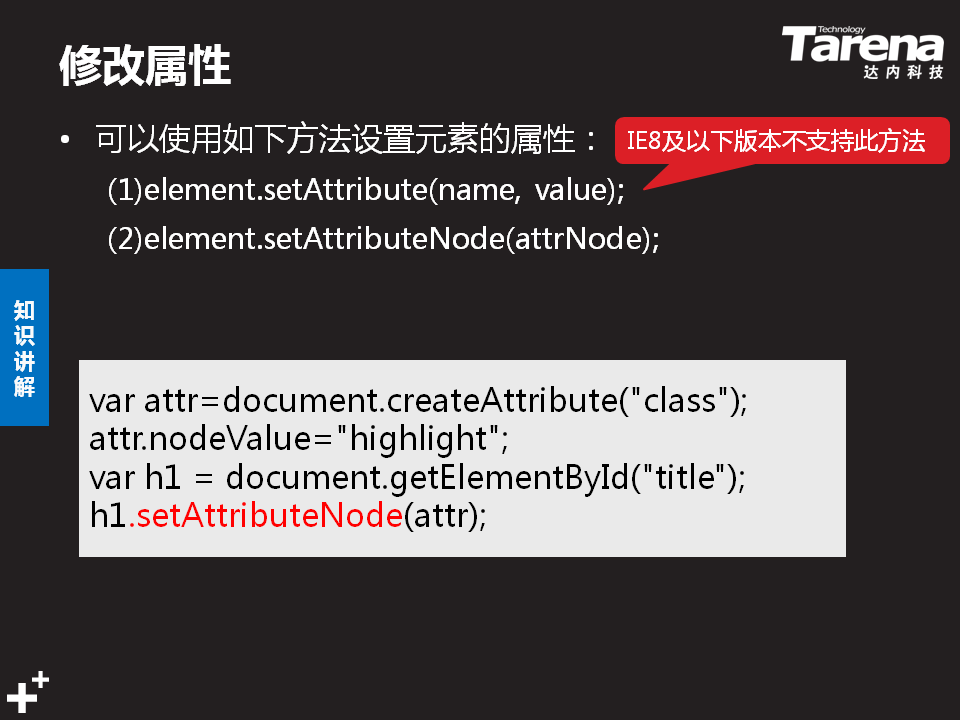 修改属性
Technology
Tarena
达内科技
• 可以使用如下方法设置元素的属性：
IE8及以下版本不支持此方法
(1)element.setAttribute(name, value);
(2)element.setAttributeNode(attrNode);
知识讲解
var attr=document.createAttribute("class");
attr.nodeValue="highlight";
var h1 = document.getElementById("title");
h1.setAttributeNode(attr);